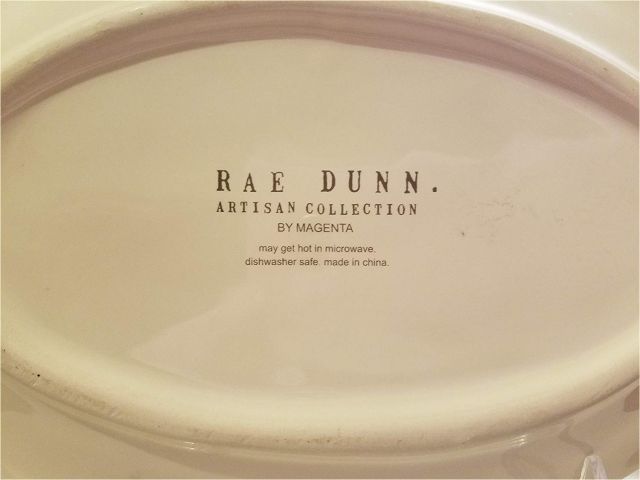 RAE DUNN.
ARTISAN COLLECTION
BY MAGENTA
may get hot in microwave.
dishwasher safe. made in china.